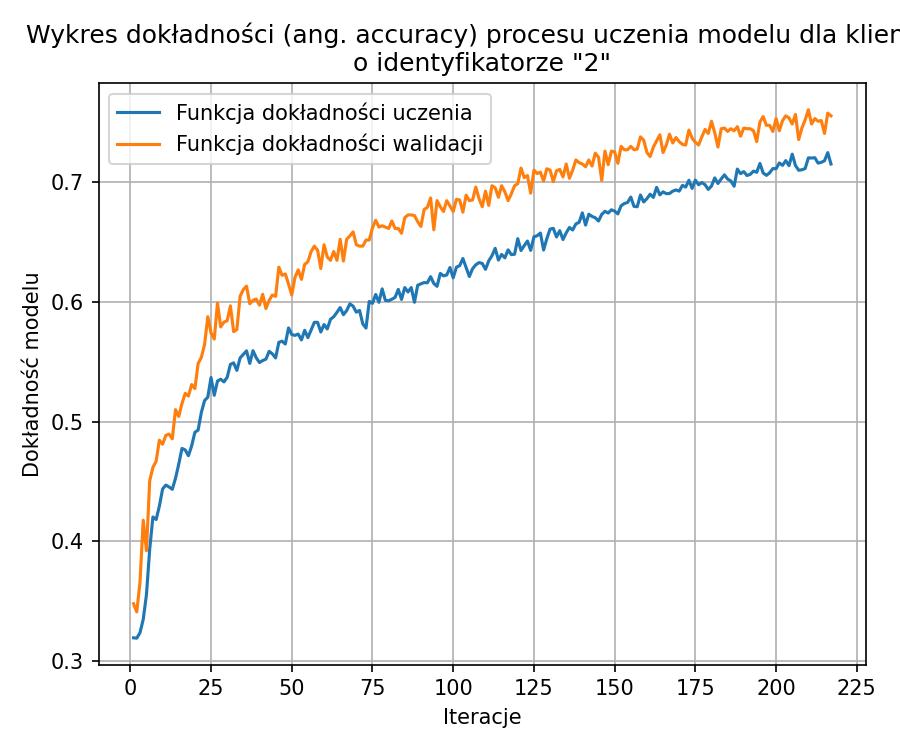 Wykres dokładności (ang. accuracy) procesu uczenia modelu dla
o identyfikatorze "2"
Funkcja dokładności uczenia
Funkcja dokładności walidacji
Dokładność modelu
0.7
0.6
0.5
0.4
0.3
0 25 50 75 100 125 150 175 200 225
Iteracje